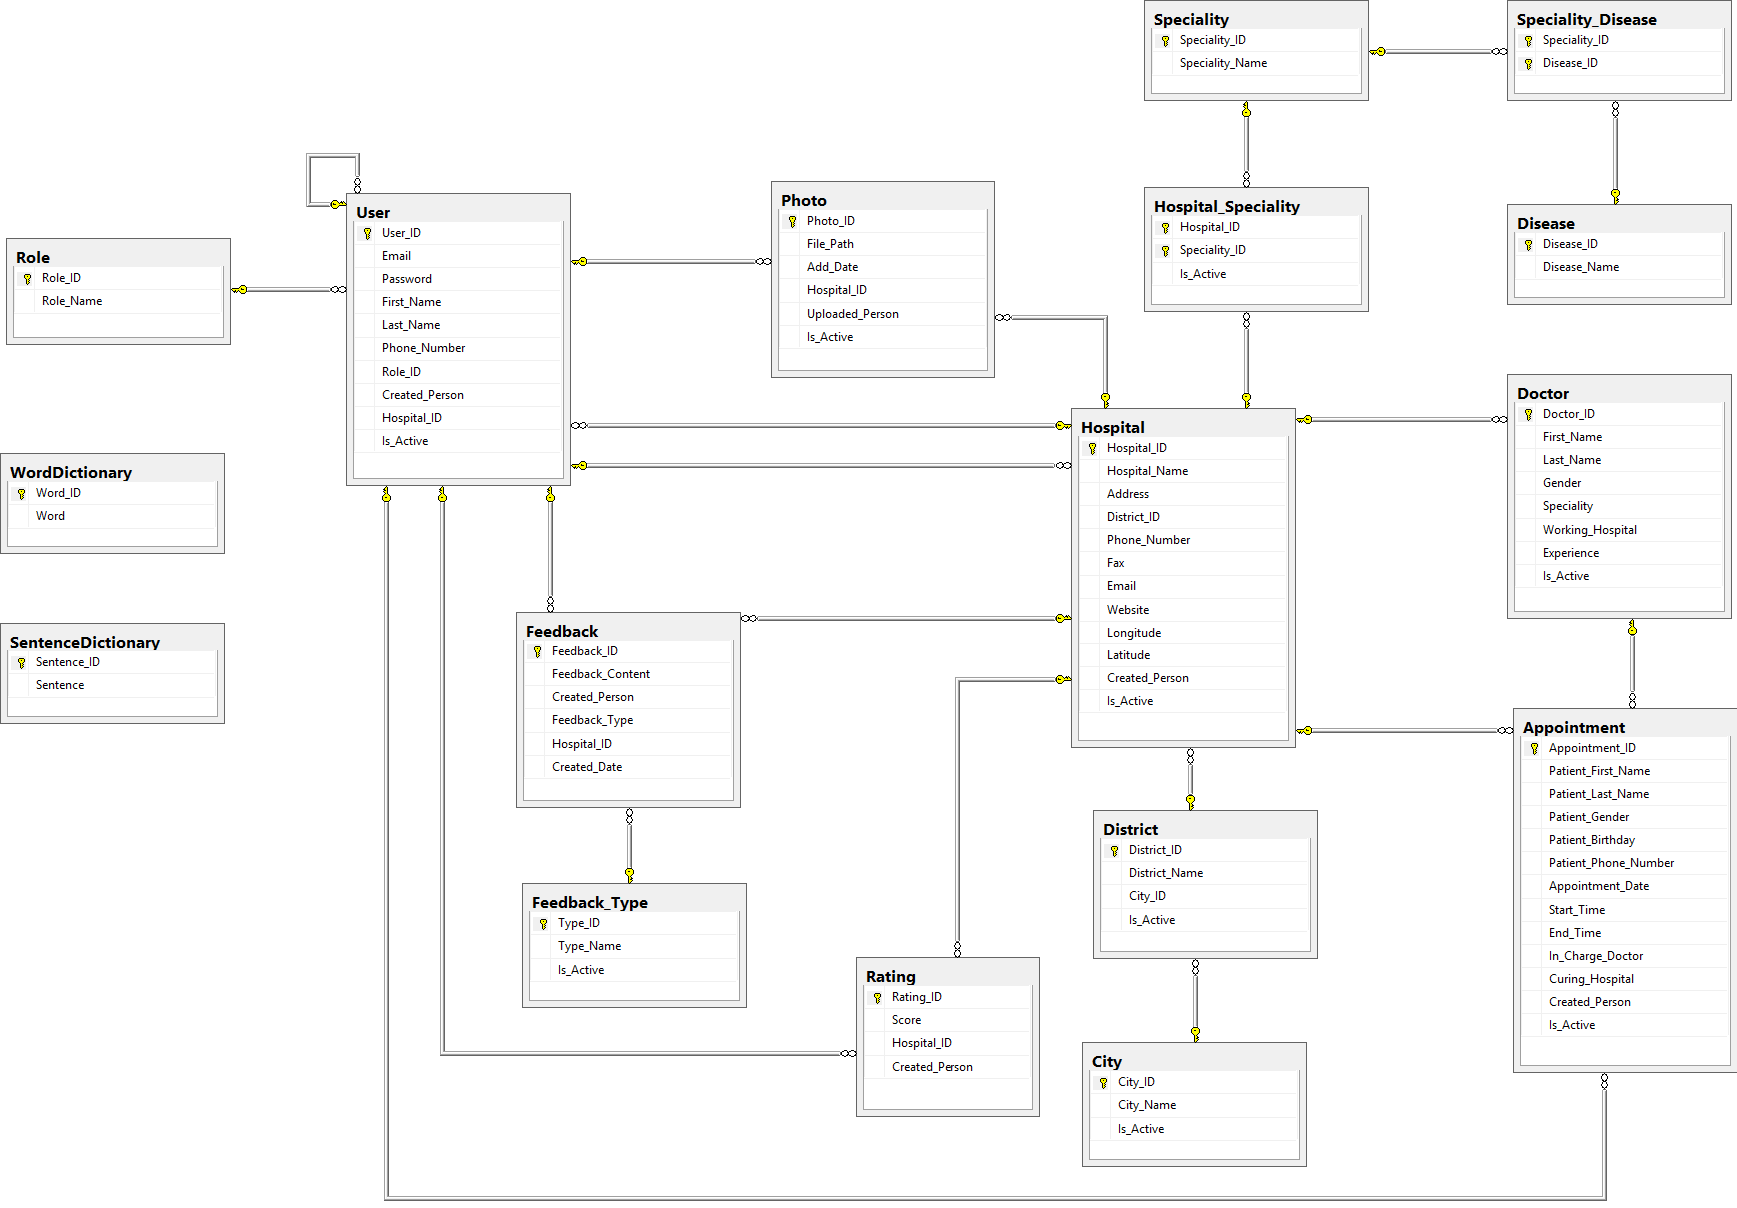 Speciality
Speciality_ID
Speciality_Name
Speciality_Disease
Speciality_ID
Disease_ID
User
User_ID
Email
Password
First_Name
Last_Name
Phone_Number
Role_ID
Created_Person
Hospital_ID
Is_Active
Photo
Photo_ID
File_Path
Add_Date
Hospital_ID
Uploaded_Person
Is_Active
Hospital_Speciality
Hospital_ID
Speciality_ID
Is_Active
Disease
Disease_ID
Disease_Name
Role
Role_ID
Role_Name
Doctor
Doctor_ID
First_Name
Last_Name
Gender
Speciality
Working_Hospital
Experience
Is_Active
Hospital
Hospital_ID
Hospital_Name
Address
District_ID
Phone_Number
Fax
Email
Website
Longitude
Latitude
Created_Person
Is_Active
WordDictionary
Word_ID
Word
SentenceDictionary
Sentence_ID
Sentence
Feedback
Feedback_ID
Feedback_Content
Created_Person
Feedback_Type
Hospital_ID
Created_Date
Appointment
Appointment_ID
Patient_First_Name
Patient_Last_Name
Patient_Gender
Patient_Birthday
Patient_Phone_Number
Appointment_Date
Start_Time
End_Time
In_Charge_Doctor
Curing_Hospital
Created_Person
Is_Active
District
District_ID
District_Name
City_ID
Is_Active
Feedback_Type
Type_ID
Type_Name
Is_Active
Rating
Rating_ID
Score
Hospital_ID
Created_Person
City
City_ID
City_Name
Is_Active